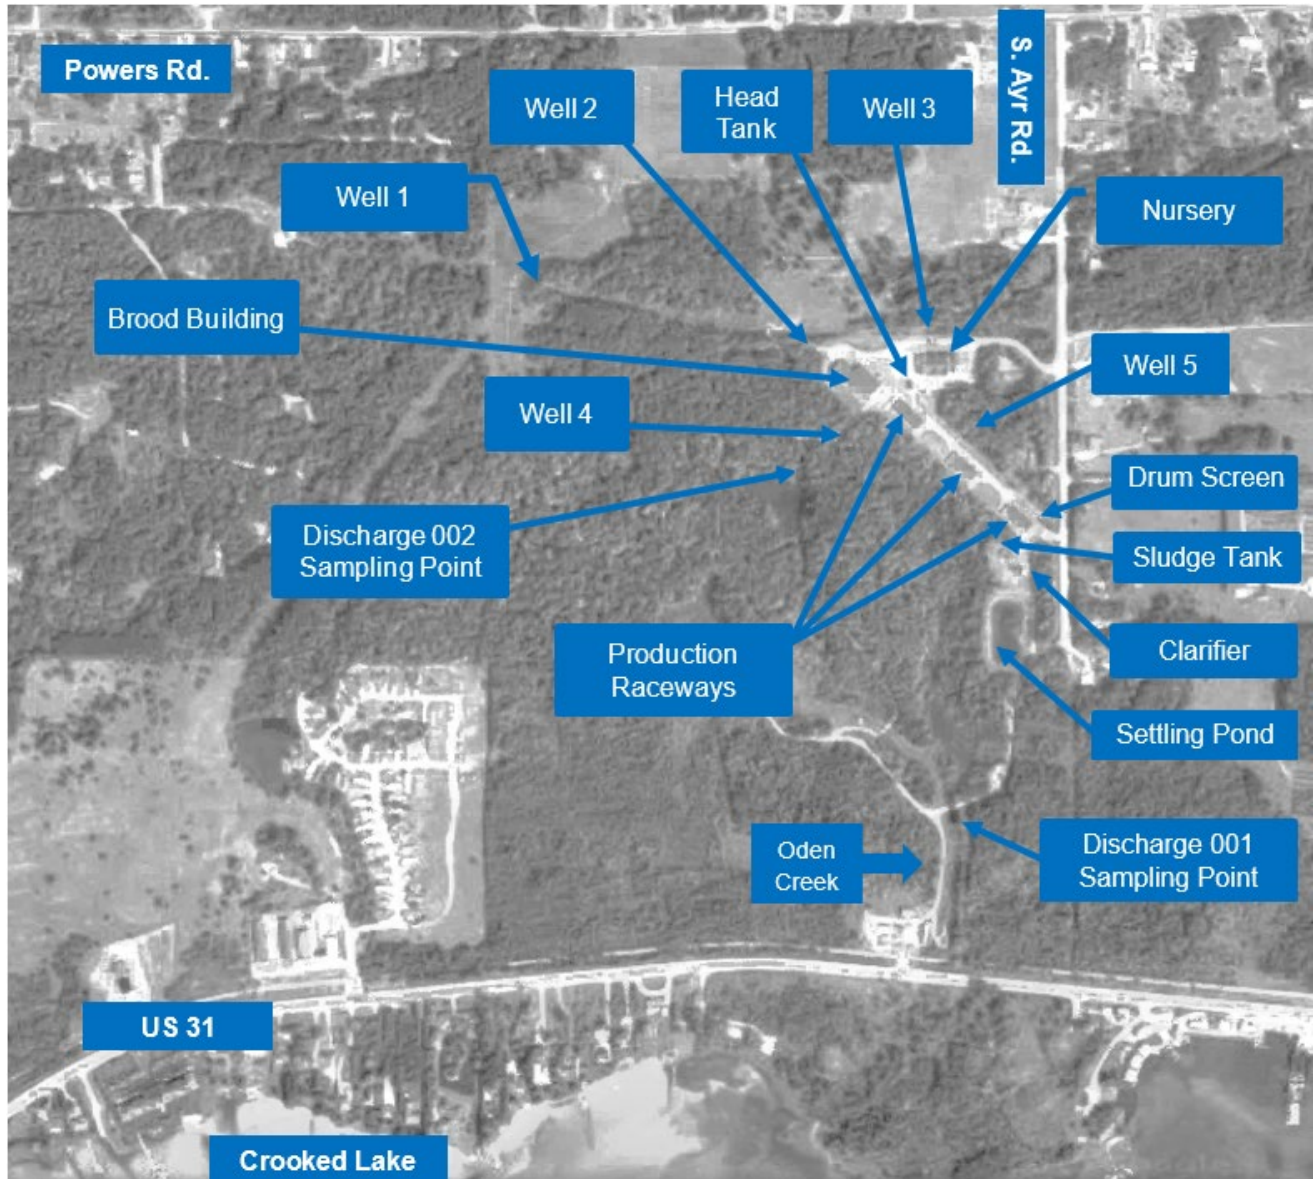 Powers Rd.
Well 2
Head
Tank
Well 3
S. Ayr Rd.
Well 1
Nursery
Brood Building
Well 5
Well 4
Drum Screen
Discharge 002
Sampling Point
Sludge Tank
Production
Raceways
Clarifier
Settling Pond
Oden
Creek
Discharge 001
Sampling Point
US 31
Crooked Lake